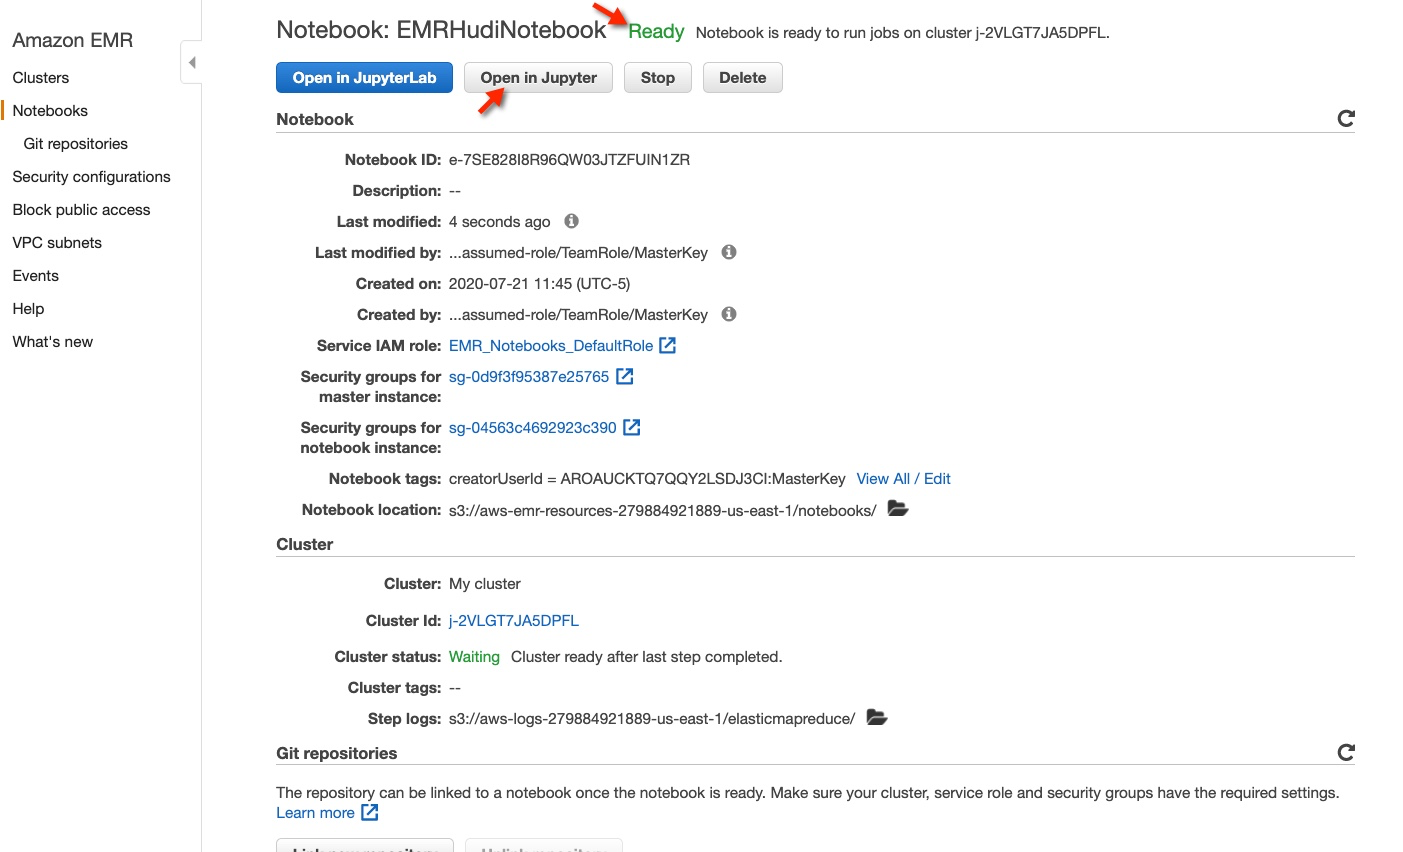 Amazon EMR
Clusters
Notebooks
Git repositories
Security configurations
Block public access
VPC subnets
Events
Help
What's new
Notebook: EMRHudiNotebook Ready Notebook is ready to run jobs on cluster j-2VLGT7JA5DPFL.
Open in JupyterLab Open in Jupyter Stop Delete
Notebook
Notebook ID: e-7SE828I8R96QW03JTZFUIN1ZR
Description: --
Last modified: 4 seconds ago
Last modified by: ...assumed-role/TeamRole/MasterKey
Created on: 2020-07-21 11:45 (UTC-5)
Created by: ...assumed-role/TeamRole/MasterKey
Service IAM role: EMR_Notebooks_DefaultRole
Security groups for sg-0d9f3f95387e25765
master instance:
Security groups for sg-04563c4692923c390
notebook instance:
Notebook tags: creatorUserId = AROAUCKTQ7QQY2LSDJ3CI:MasterKey View All / Edit
Notebook location: s3://aws-emr-resources-279884921889-us-east-1/notebooks/
Cluster
Cluster: My cluster
Cluster Id: j-2VLGT7JA5DPFL
Cluster status: Waiting Cluster ready after last step completed.
Cluster tags: --
Step logs: s3://aws-logs-279884921889-us-east-1/elasticmapreduce/
Git repositories
The repository can be linked to a notebook once the notebook is ready. Make sure your cluster, service role and security groups have the required settings.
Learn more
Link new repository Unlink repository